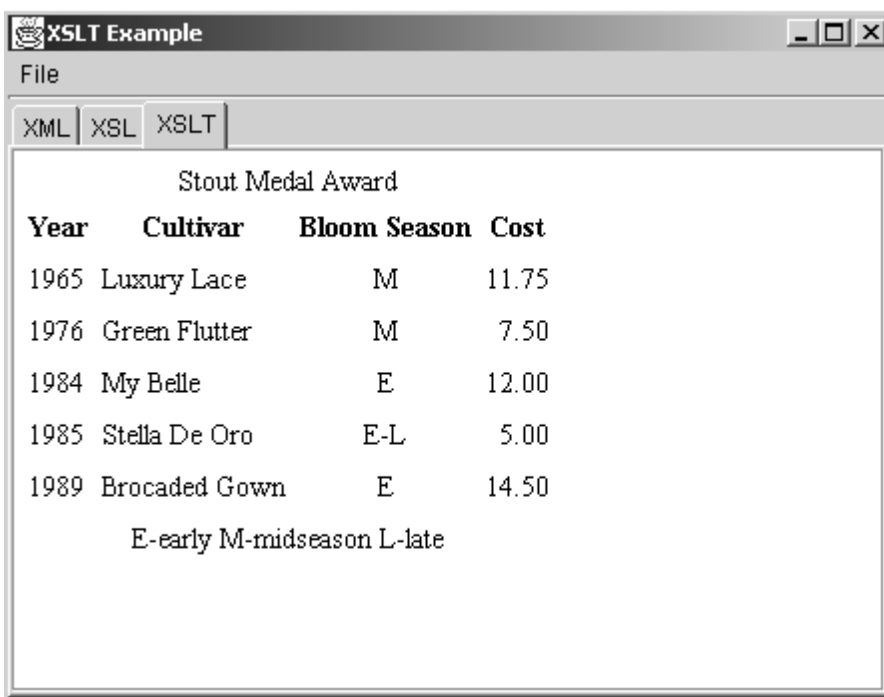 XSLT Example
File
XML XSL XSLT
Stout Medal Award
Year Cultivar Bloom Season Cost
1965 Luxury Lace M 11.75
1976 Green Flutter M 7.50
1984 My Belle E 12.00
1985 Stella De Oro E-L 5.00
1989 Brocaded Gown E 14.50
E-early M-midseason L-late